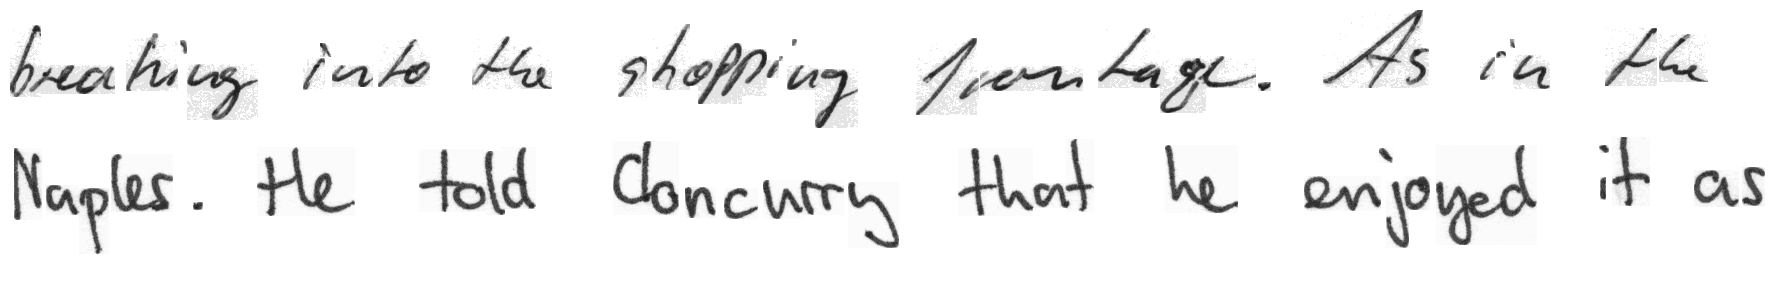 breaking into the shopping frontage. As in the
Naples. He told Cloncurry that he enjoyed it as